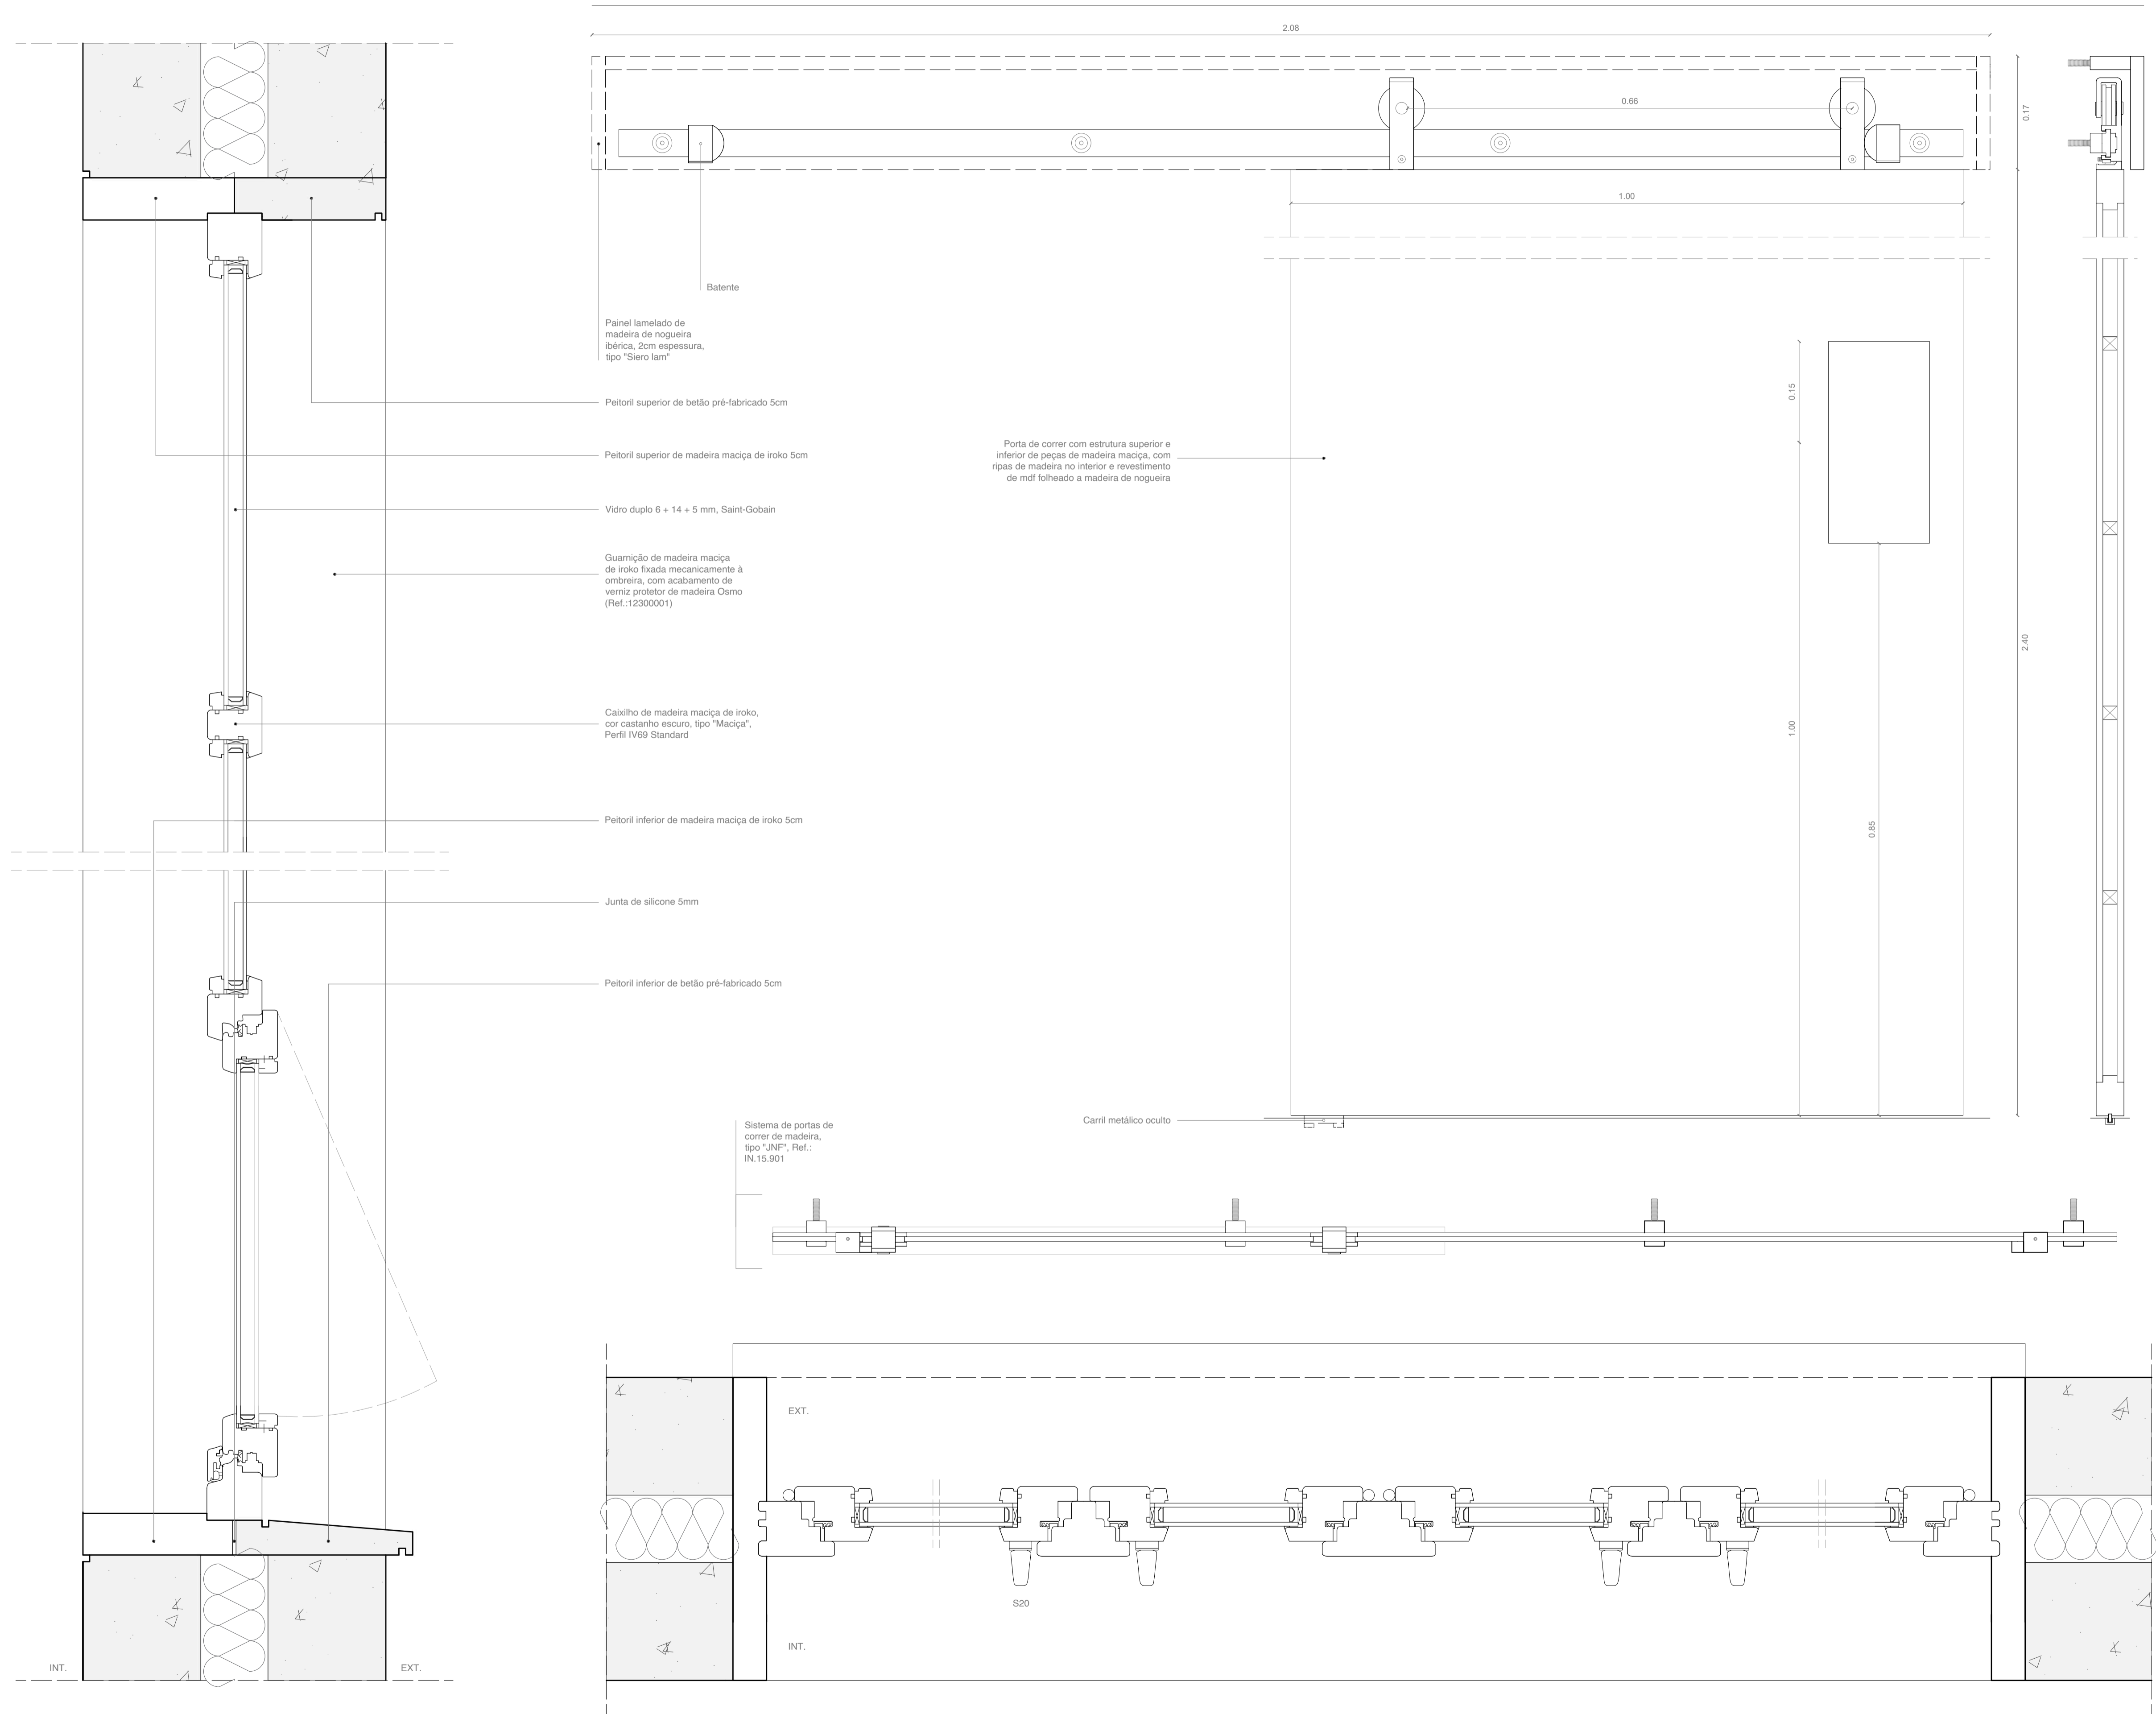 2.08
0.66
0.17
1.00
Batente
Painel lamelado de
madeira de nogueira
ibérica, 2cm espessura,
tipo "Siero lam"
Peitoril superior de betão pré-fabricado 5cm
0.15
Porta de correr com estrutura superior e
inferior de peças de madeira maciça, com
ripas de madeira no interior e revestimento
de mdf folheado a madeira de nogueira
Peitoril superior de madeira maciça de iroko 5cm
Vidro duplo 6 + 14 + 5 mm, Saint-Gobain
Guarnição de madeira maciça
de iroko fixada mecanicamente à
ombreira, com acabamento de
verniz protetor de madeira Osmo
(Ref.:12300001)
2.40
Caixilho de madeira maciça de iroko,
cor castanho escuro, tipo "Maciça",
Perfil IV69 Standard
1.00
Peitoril inferior de madeira maciça de iroko 5cm
0.85
Junta de silicone 5mm
Peitoril inferior de betão pré-fabricado 5cm
Sistema de portas de
correr de madeira,
tipo "JNF", Ref.:
IN.15.901
Carril metálico oculto
EXT.
S20
INT.
INT.
EXT.